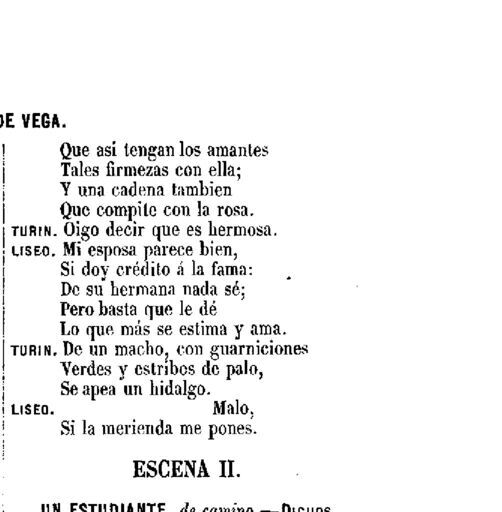 DE VEGA.
Que asi tengan los amantes
Tales firmezas con ella;
Y una cadena tambien
Que compite con la rosa.
TURIN. Oigo decir que es hermosa.
LISEO. Mi esposa parece bien,
Si doy crédito á la fama:
De su hermana nada sé;
Pero basta que le dé
Lo que más se estima y ama.
TURIN. De un macho, con guarniciones
Verdes y estribos de palo,
Se apea un hidalgo.
LISEO. Malo,
Si la merienda me pones.
ESCENA II.
UN ESTUDIANTE, de camino.—DICHOS